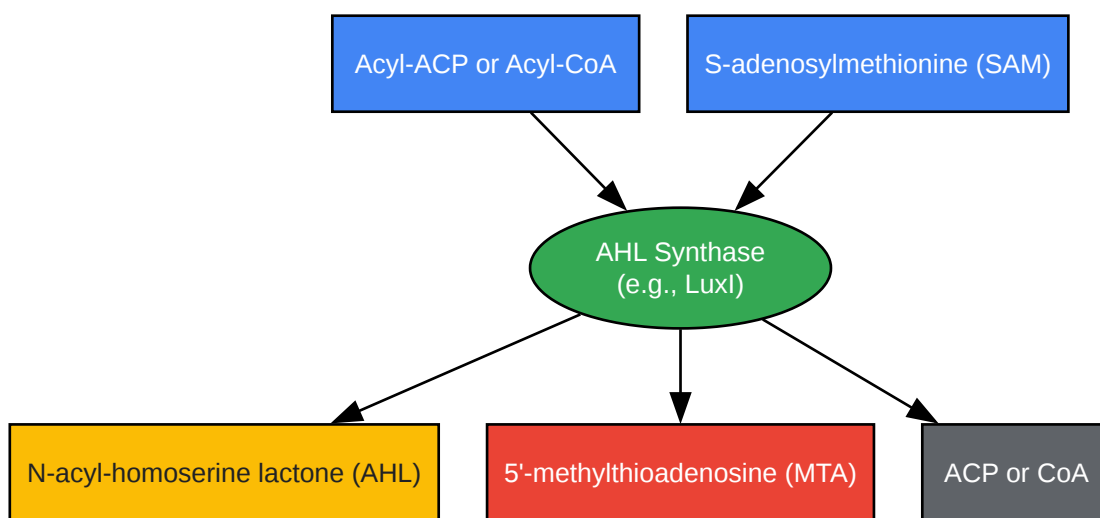 Acyl-ACP or Acyl-CoA
S-adenosylmethionine (SAM)
AHL Synthase
(e.g., LuxI)
N-acyl-homoserine lactone (AHL)
5'-methylthioadenosine (MTA)
ACP or CoA